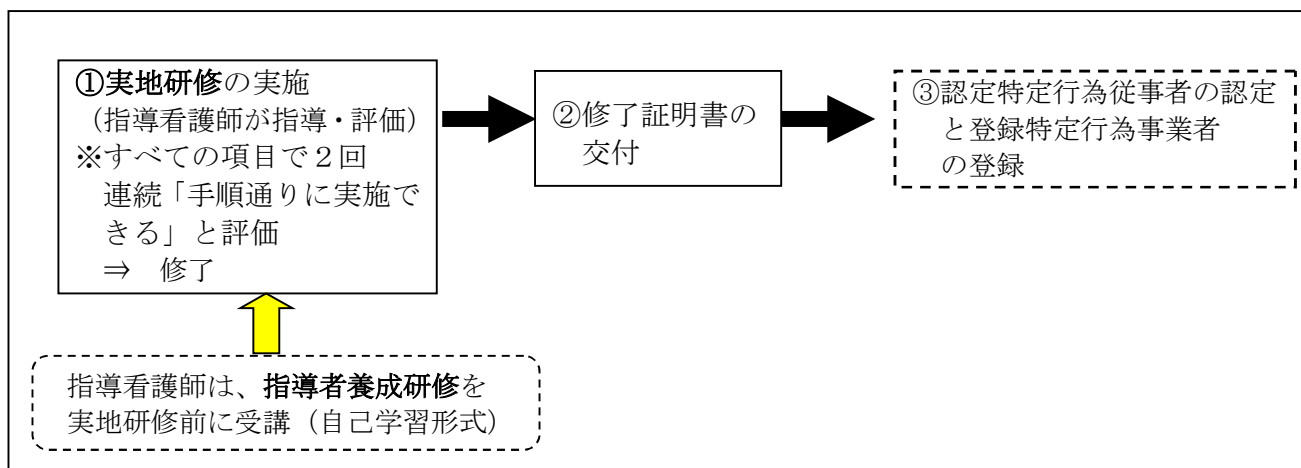 ①実地研修の実施
(指導看護師が指導・評価)
※すべての項目で2回
連続「手順通りに実施で
きる」と評価
⇒ 修了
②修了証明書の
交付
③認定特定行為従事者の認定
と登録特定行為事業者
の登録
指導看護師は、指導者養成研修を
実地研修前に受講(自己学習形式)